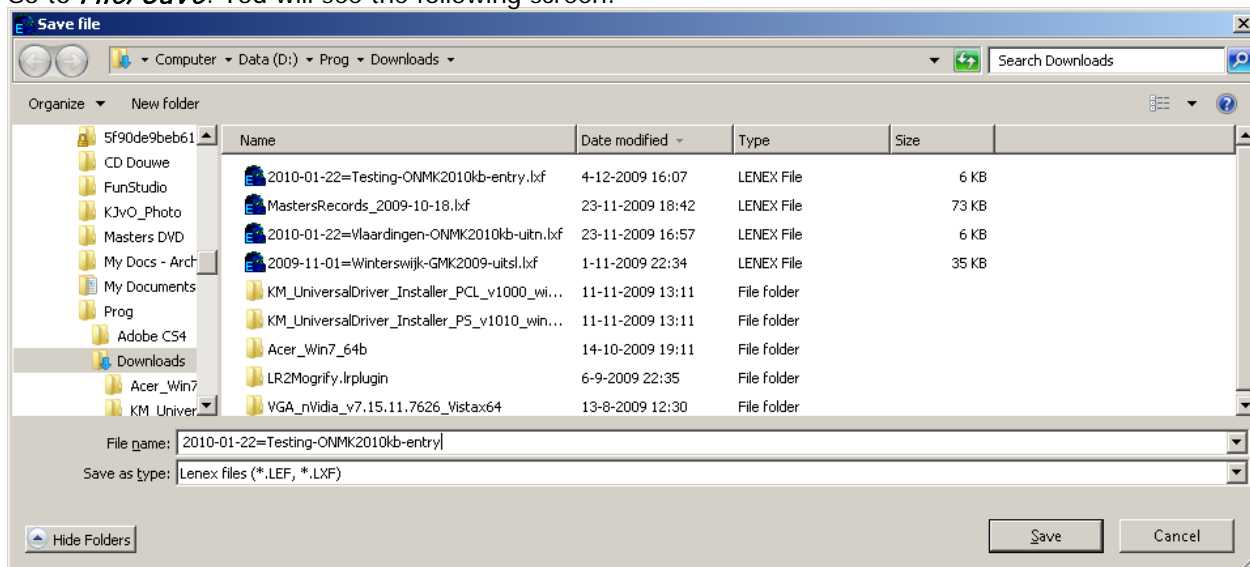 Go to File/Save. You will see the following screen:
Save file
Computer Data (D:) Prog Downloads
Search Downloads
Organize New folder
5f90de9beb61
CD Douwe
FunStudio
KJvO_Photo
Masters DVD
My Docs - Arch
My Documents
Prog
Adobe CS4
Downloads
Acer_Win7
KM_Univer
Name Date modified Type Size
2010-01-22=Testing-ONMK2010kb-entry.lxf 4-12-2009 16:07 LENEX File 6 KB
MastersRecords_2009-10-18.lxf 23-11-2009 18:42 LENEX File 73 KB
2010-01-22=Vlaardingen-ONMK2010kb-uitn.lxf 23-11-2009 16:57 LENEX File 6 KB
2009-11-01=Winterswijk-GMK2009-uitsl.lxf 1-11-2009 22:34 LENEX File 35 KB
KM_UniversalDriver_Installer_PCL_v1000_wi... 11-11-2009 13:11 File folder
KM_UniversalDriver_Installer_PS_v1010_win... 11-11-2009 13:11 File folder
Acer_Win7_64b 14-10-2009 19:11 File folder
LR2Mogrify.lrplugin 6-9-2009 22:35 File folder
VGA_nVidia_v7.15.11.7626_Vistax64 13-8-2009 12:30 File folder
File name: 2010-01-22=Testing-ONMK2010kb-entry
Save as type: Lenex files (*.LEF, *.LXF)
Hide Folders Save Cancel